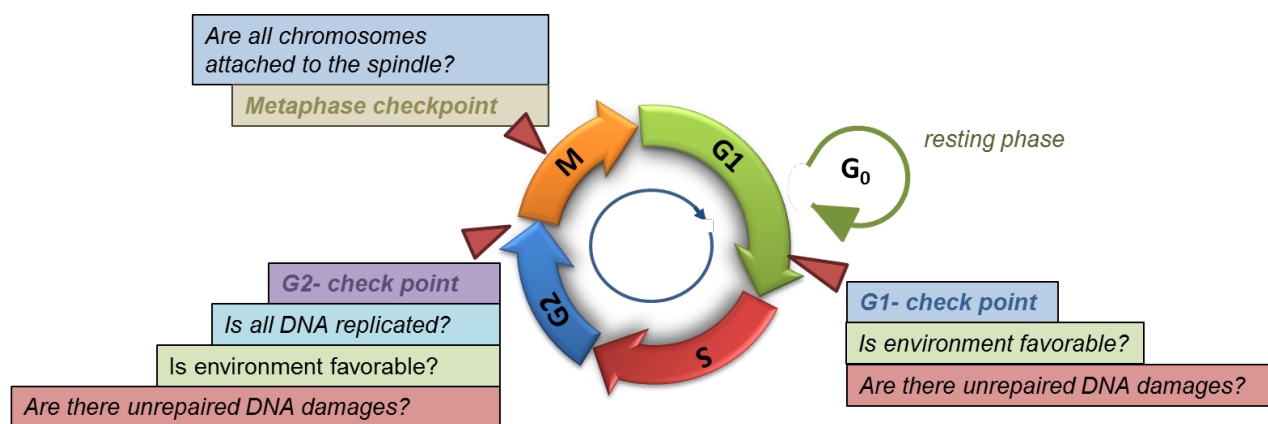 Are all chromosomes
attached to the spindle?
Metaphase checkpoint
M
G1
resting phase
G₀
G2- check point
Is all DNA replicated?
Is environment favorable?
Are there unrepaired DNA damages?
G2
S
G1- check point
Is environment favorable?
Are there unrepaired DNA damages?